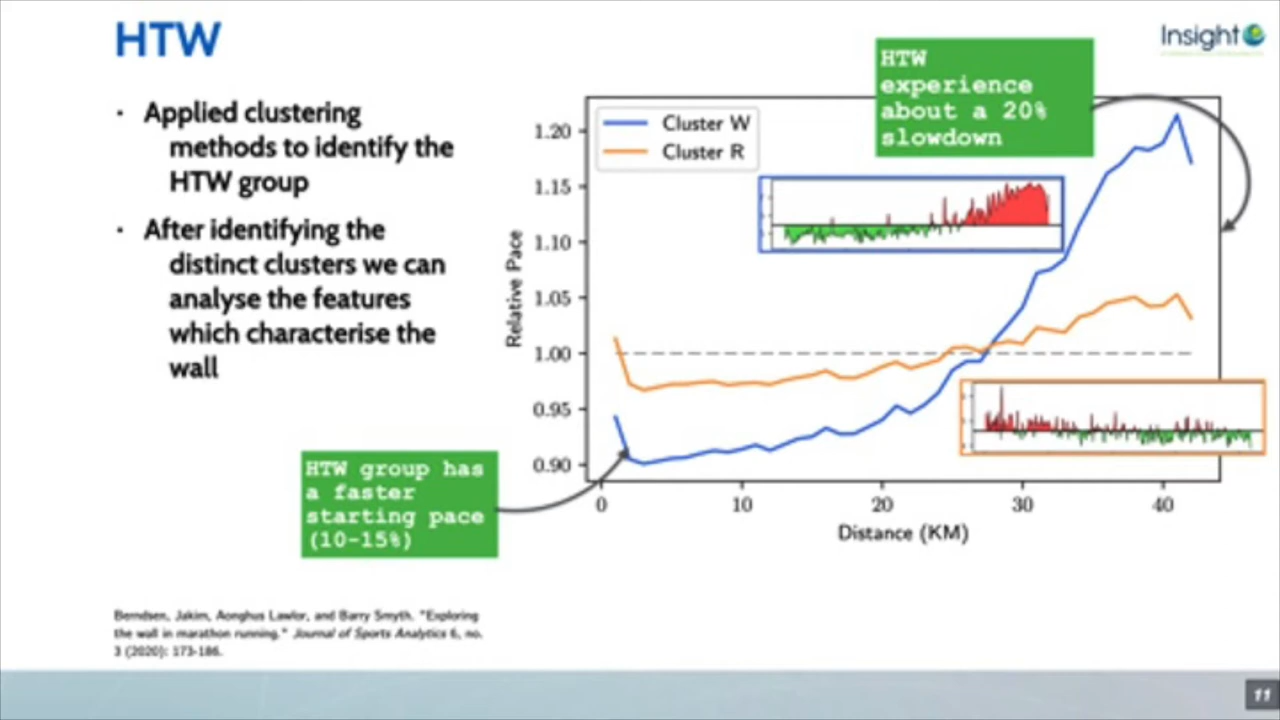 HTW
Insight
· Applied clustering
methods to identify the
HTW group
· After identifying the
distinct clusters we can
analyse the features
which characterise the
wall
HTW
experience
about a 20%
slowdown
Cluster W
Cluster R
1.20
1.15
1.10
1.05
1.00
0.95
0.90
Relative Pace
0
10
20
30
40
Distance (KM)
HTW group has
a faster
starting pace
(10-15%)
Berndsen, Jakim, Aonghus Lawlor, and Barry Smyth. "Exploring
the wall in marathon running." Journal of Sports Analytics 6, no.
3 (2020): 173-186.
11